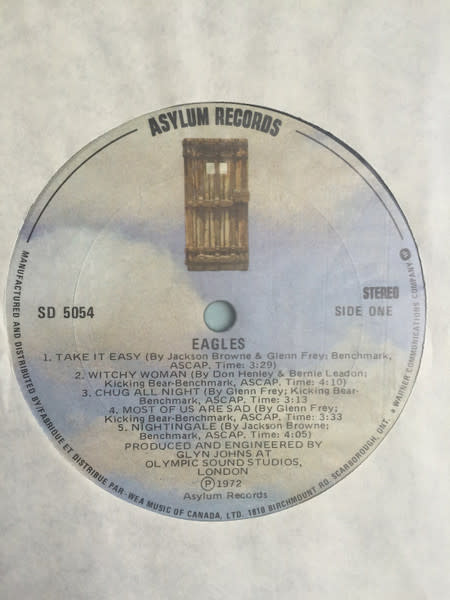 ASYLUM RECORDS
SD 5054
STEREO
SIDE ONE
EAGLES
1. TAKE IT EASY (By Jackson Browne & Glenn Frey; Benchmark,
ASCAP. Time: 3:29)
2. WITCHY WOMAN (By Don Henley & Bernie Leadon;
Kicking Bear-Benchmark, ASCAP. Time: 4:10)
3. CHUG ALL NIGHT (By Glenn Frey; Kicking Bear-
Benchmark, ASCAP. Time: 3:13
4. MOST OF US ARE SAD (By Glenn Frey;
Kicking Bear-Benchmark, ASCAP. Time: 3:33
5. NIGHTINGALE (By Jackson Browne;
Benchmark, ASCAP. Time: 4:05)
PRODUCED AND ENGINEERED BY
GLYN JOHNS AT
OLYMPIC SOUND STUDIOS,
LONDON
Ⓟ 1972
Asylum Records
MANUFACTURED AND DISTRIBUTED BY/FABRIQUÉ ET DISTRIBUE PAR-WEA MUSIC OF CANADA, LTD. 1810 BIRCHMOUNT RD. SCARBOROUGH, ONT. A WARNER COMMUNICATIONS COMPANY